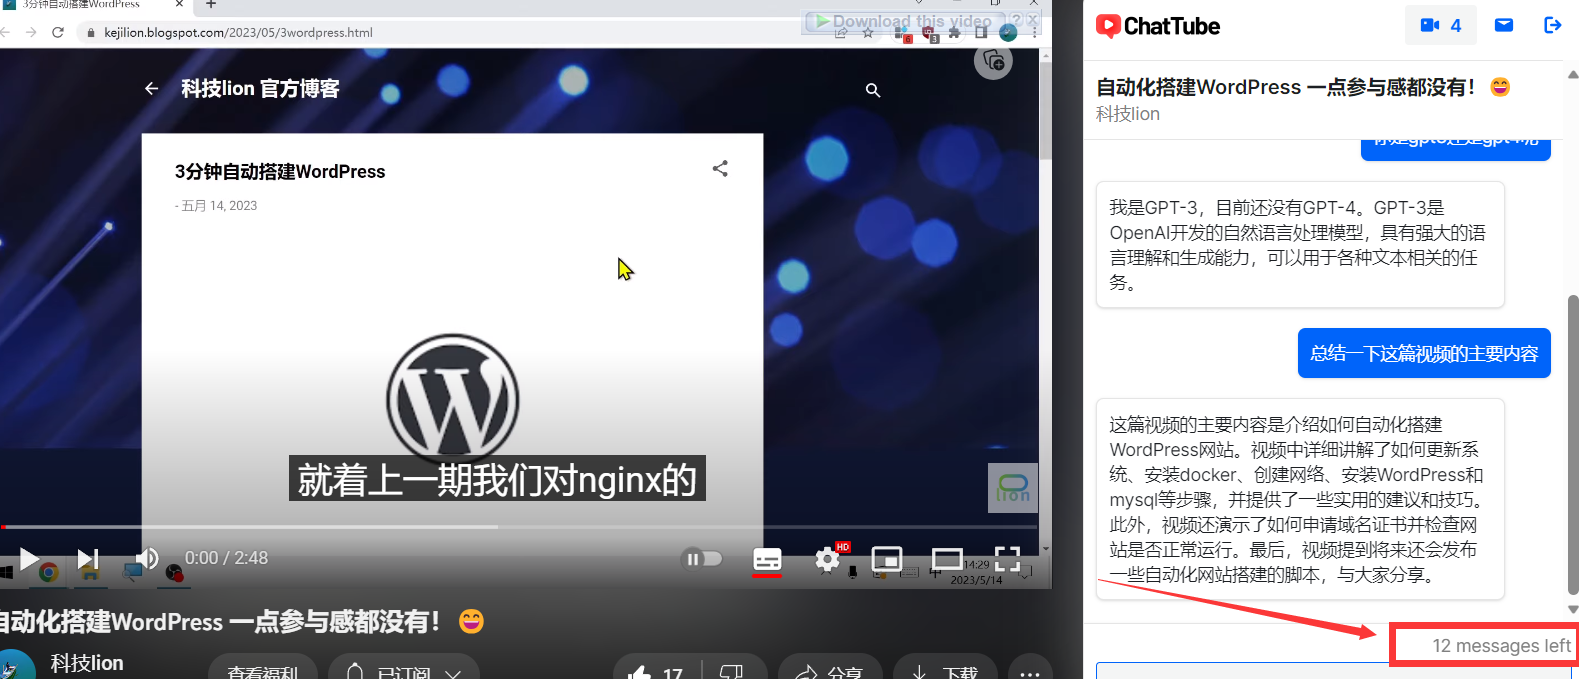 3分钟自动搭建WordPress
kejilion.blogspot.com/2023/05/3wordpress.html
Download this video
科技lion 官方博客
3分钟自动搭建WordPress
- 五月 14, 2023
就着上一期我们对nginx的
lion
0:00 / 2:48
HD
14:29
2023/5/14
自动化搭建WordPress 一点参与感都没有！
科技lion
查看福利
已订阅
17
分享
下载
ChatTube
4
自动化搭建WordPress 一点参与感都没有！
科技lion
你是gpt3还是gpt4呢
我是GPT-3，目前还没有GPT-4。GPT-3是
OpenAI开发的自然语言处理模型，具有强大的语
言理解和生成能力，可以用于各种文本相关的任
务。
总结一下这篇视频的主要内容
这篇视频的主要内容是介绍如何自动化搭建
WordPress网站。视频中详细讲解了如何更新系
统、安装docker、创建网络、安装WordPress和
mysql等步骤，并提供了一些实用的建议和技巧。
此外，视频还演示了如何申请域名证书并检查网
站是否正常运行。最后，视频提到将来还会发布
一些自动化网站搭建的脚本，与大家分享。
12 messages left